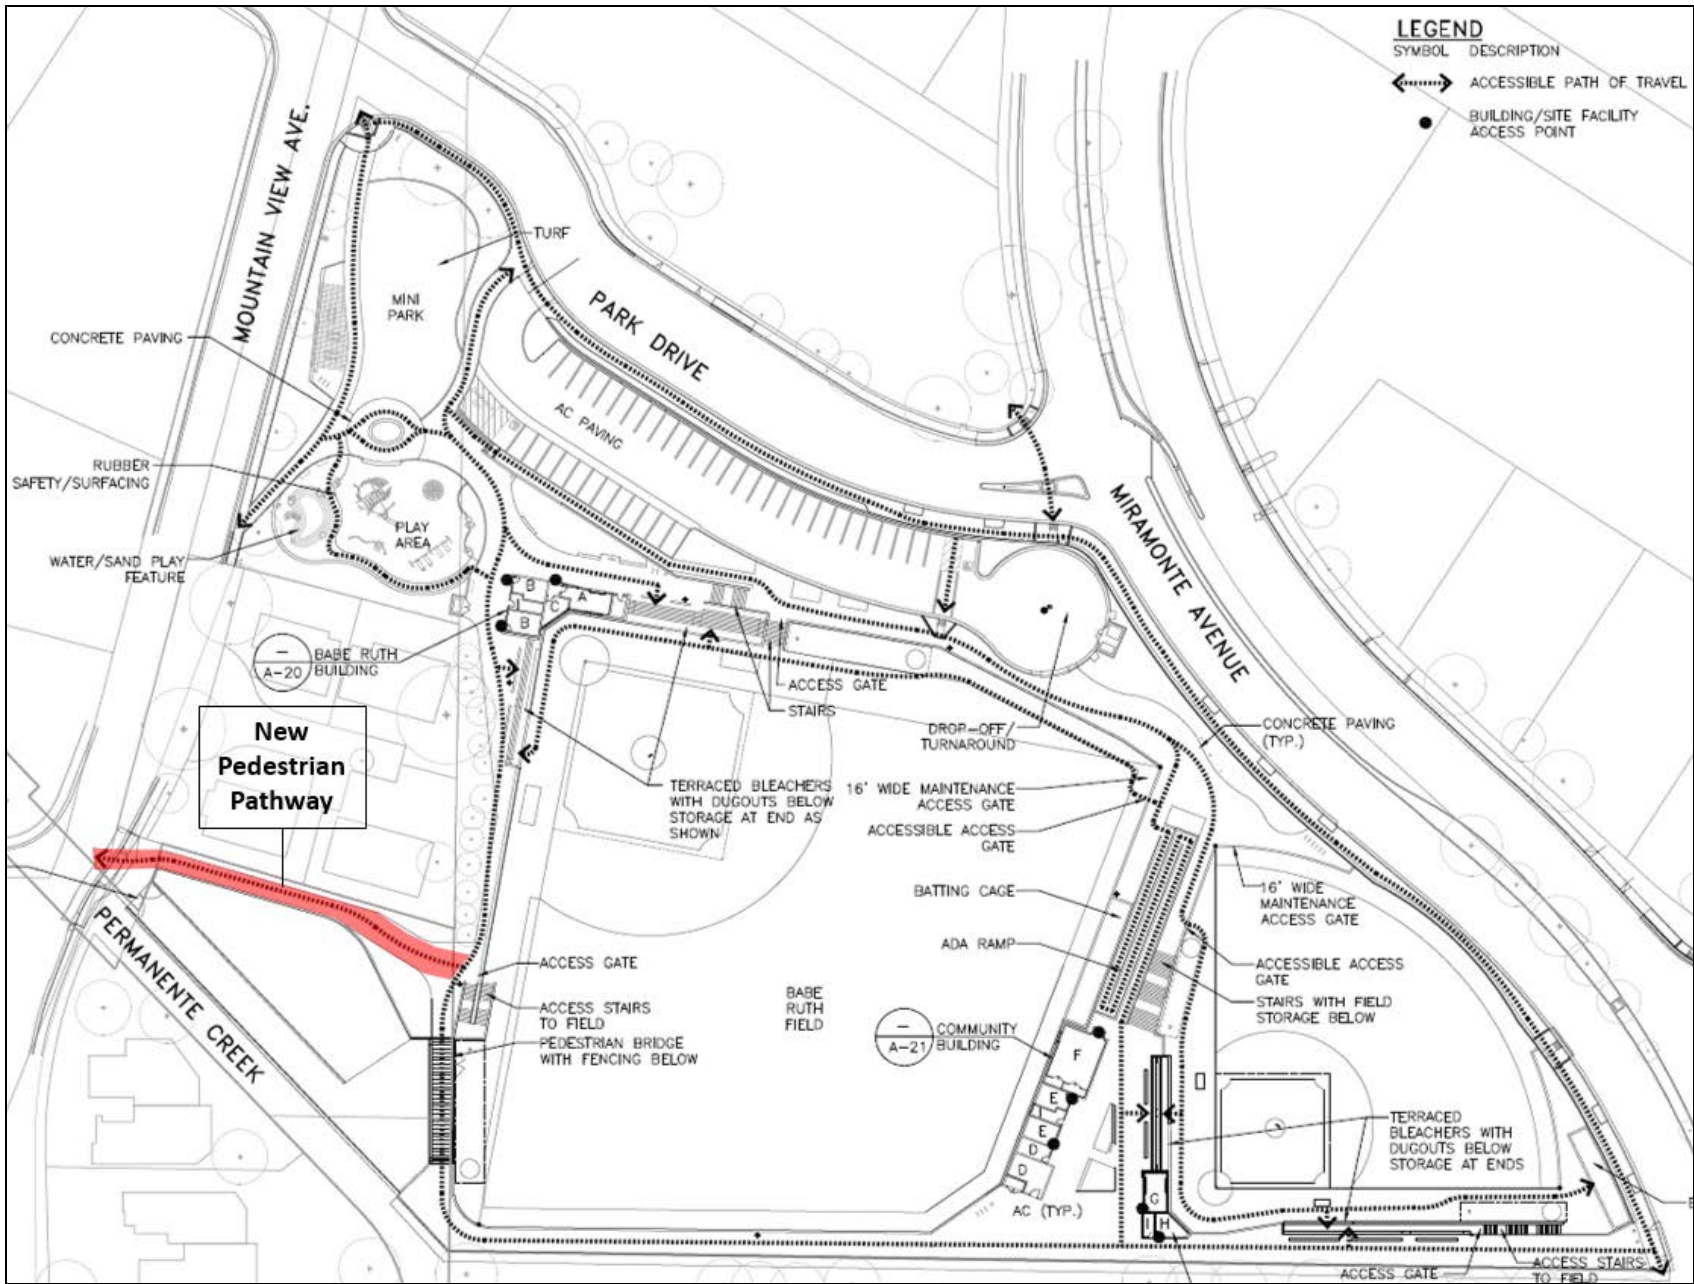 LEGEND
SYMBOL DESCRIPTION
ACCESSIBLE PATH OF TRAVEL
BUILDING/SITE FACILITY
ACCESS POINT
MOUNTAIN VIEW AVE.
TURF
MINI
PARK
PARK DRIVE
CONCRETE PAVING
AC PAVING
RUBBER
SAFETY/SURFACING
PLAY
AREA
WATER/SAND PLAY
FEATURE
MIRAMONTE AVENUE
B
A
C
B
–
A-20
BABE RUTH
BUILDING
ACCESS GATE
STAIRS
DROP-OFF/
TURNAROUND
CONCRETE PAVING
(TYP.)
New
Pedestrian
Pathway
TERRACED BLEACHERS
WITH DUGOUTS BELOW
STORAGE AT END AS
SHOWN
16' WIDE MAINTENANCE
ACCESS GATE
ACCESSIBLE ACCESS
GATE
BATTING CAGE
16' WIDE
MAINTENANCE
ACCESS GATE
ADA RAMP
PERMANENTE CREEK
ACCESS GATE
ACCESS STAIRS
TO FIELD
PEDESTRIAN BRIDGE
WITH FENCING BELOW
BABE
RUTH
FIELD
ACCESSIBLE ACCESS
GATE
STAIRS WITH FIELD
STORAGE BELOW
–
A-21
COMMUNITY
BUILDING
F
E
E
D
D
AC (TYP.)
G
I H
TERRACED
BLEACHERS WITH
DUGOUTS BELOW
STORAGE AT ENDS
ACCESS GATE
ACCESS STAIRS
TO FIELD